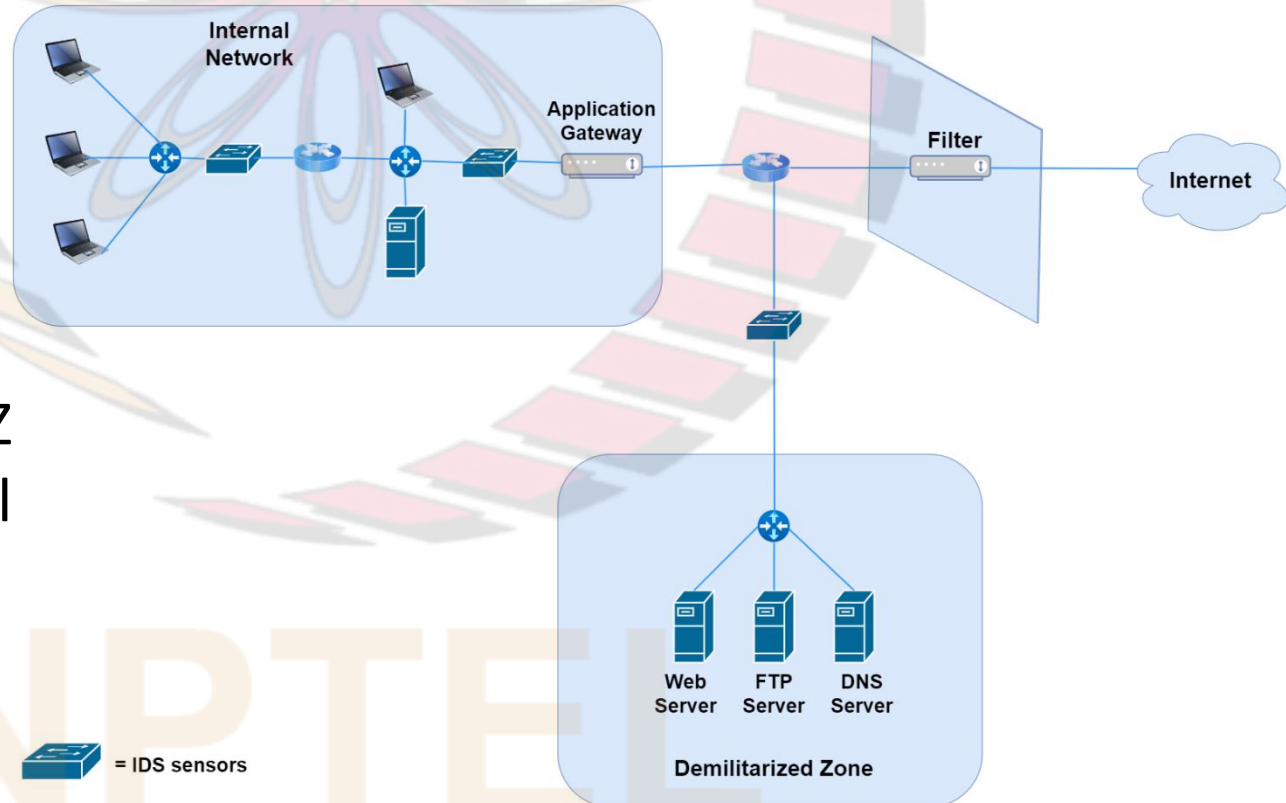 Internal
Network
Application
Gateway
Filter
Internet
Z
l
Web
Server
FTP
Server
DNS
Server
Demilitarized Zone
= IDS sensors
NPTEL